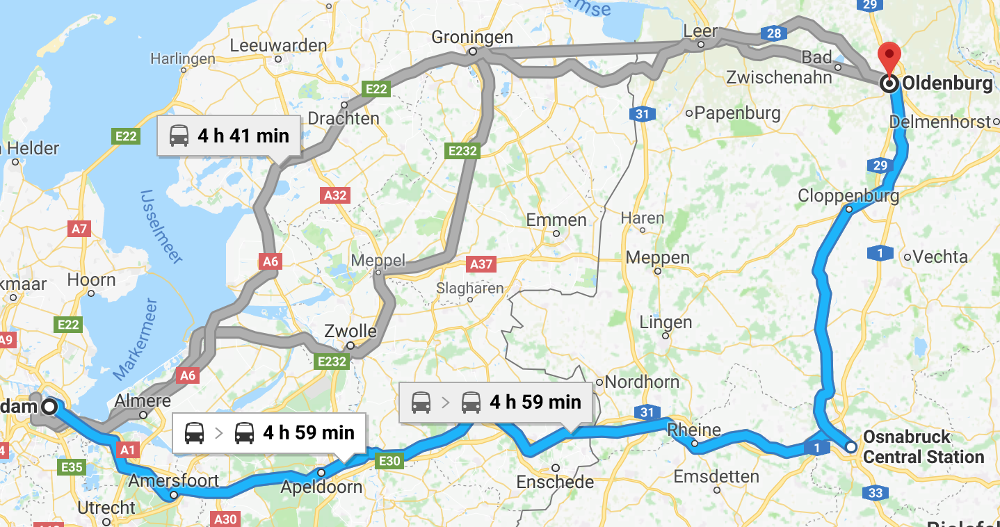 29
mse
Groningen
Leer
28
Leeuwarden
Harlingen
Bad
Zwischenahn
Oldenburg
E22
Drachten
31
Papenburg
Delmenhorst
E22
4 h 41 min
Helder
E232
29
IJsselmeer
A32
Cloppenburg
Emmen
Haren
A7
A6
Meppel
A37
Meppen
1
Vechta
kmaar
Hoorn
Slagharen
E22
Markermeer
Zwolle
Lingen
A9
E232
A6
Nordhorn
dam
Almere
4 h 59 min
31
Rheine
4 h 59 min
Osnabruck
Central Station
1
4
A1
E35
E30
Amersfoort
Apeldoorn
Enschede
Emsdetten
33
Utrecht
A30